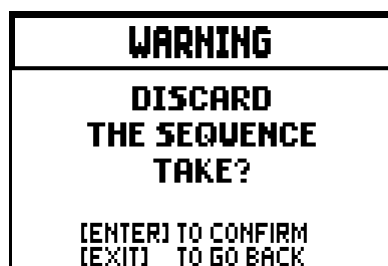 WARNING
DISCARD
THE SEQUENCE
TAKE?
[ENTER] TO CONFIRM
[EXIT] TO GO BACK